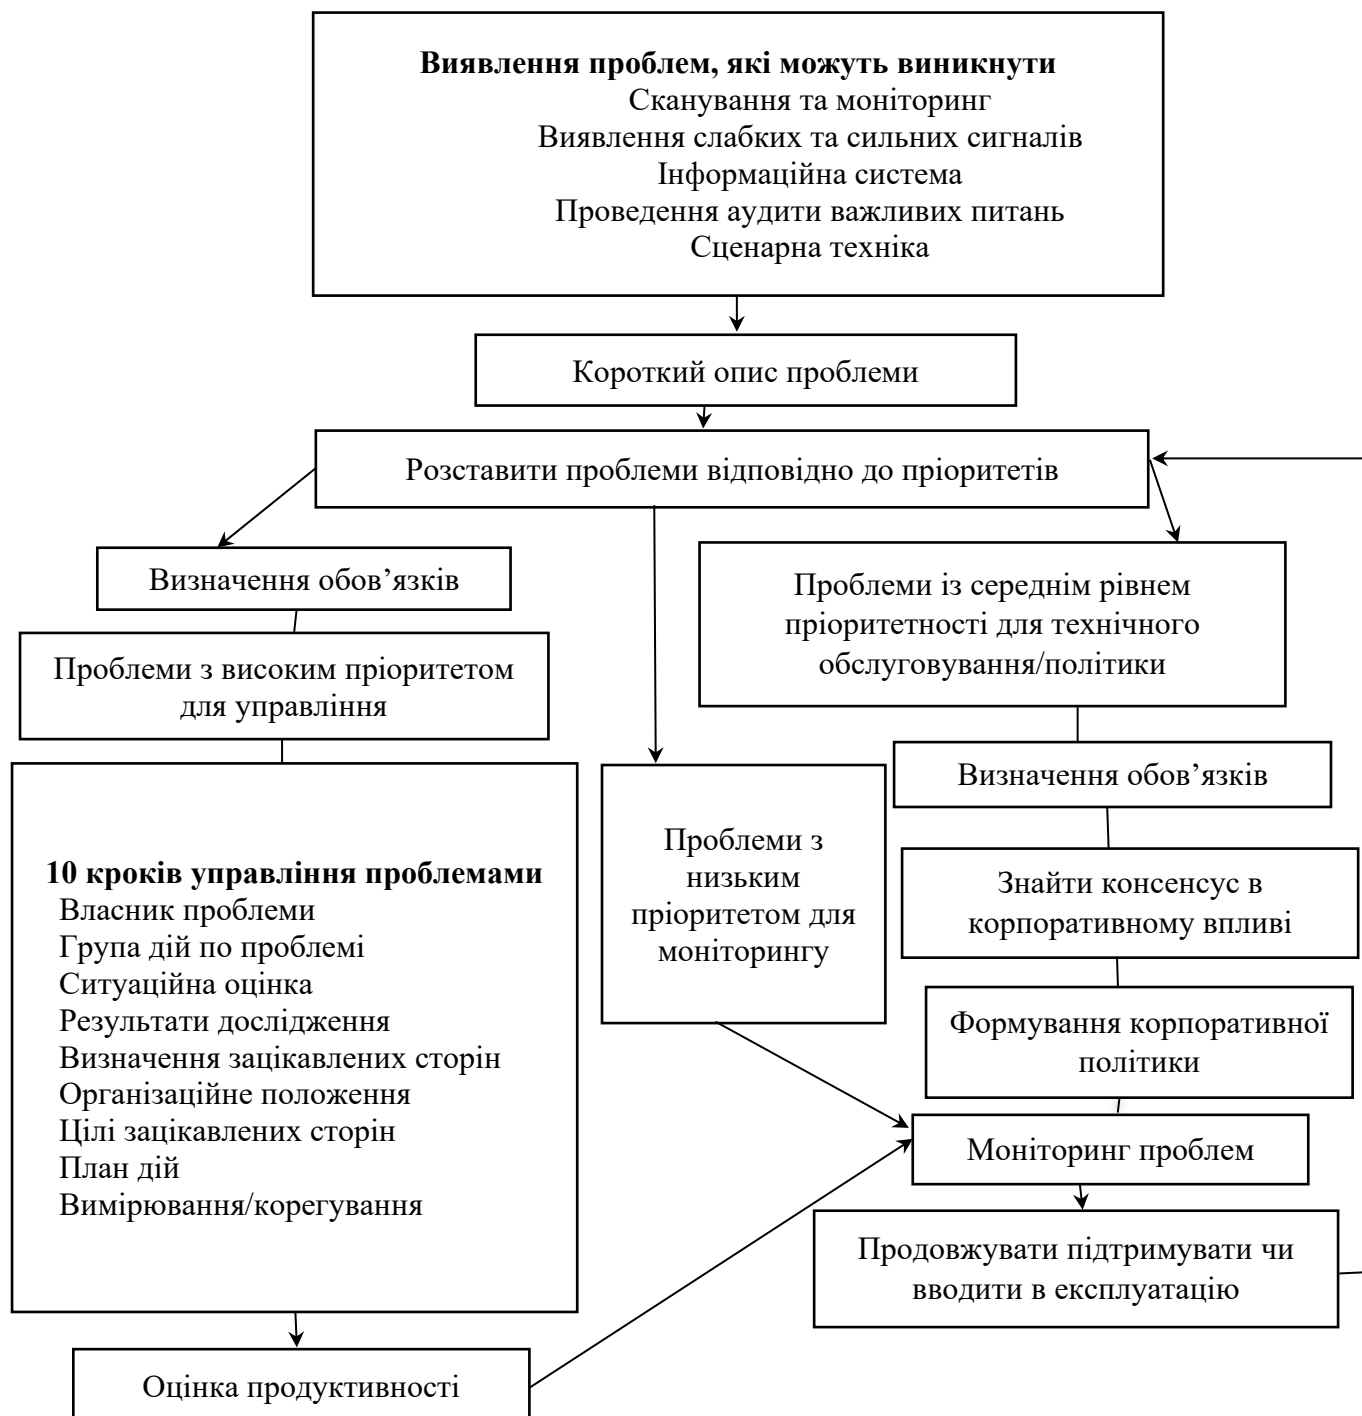 Виявлення проблем, які можуть виникнути
Сканування та моніторинг
Виявлення слабких та сильних сигналів
Інформаційна система
Проведення аудити важливих питань
Сценарна техніка
Короткий опис проблеми
Розставити проблеми відповідно до пріоритетів
Визначення обов’язків
Проблеми з високим пріоритетом
для управління
10 кроків управління проблемами
Власник проблеми
Група дій по проблемі
Ситуаційна оцінка
Результати дослідження
Визначення зацікавлених сторін
Організаційне положення
Цілі зацікавлених сторін
План дій
Вимірювання/корегування
Оцінка продуктивності
Проблеми з
низьким
пріоритетом для
моніторингу
Проблеми із середнім рівнем
пріоритетності для технічного
обслуговування/політики
Визначення обов’язків
Знайти консенсус в
корпоративному впливі
Формування корпоративної
політики
Моніторинг проблем
Продовжувати підтримувати чи
вводити в експлуатацію